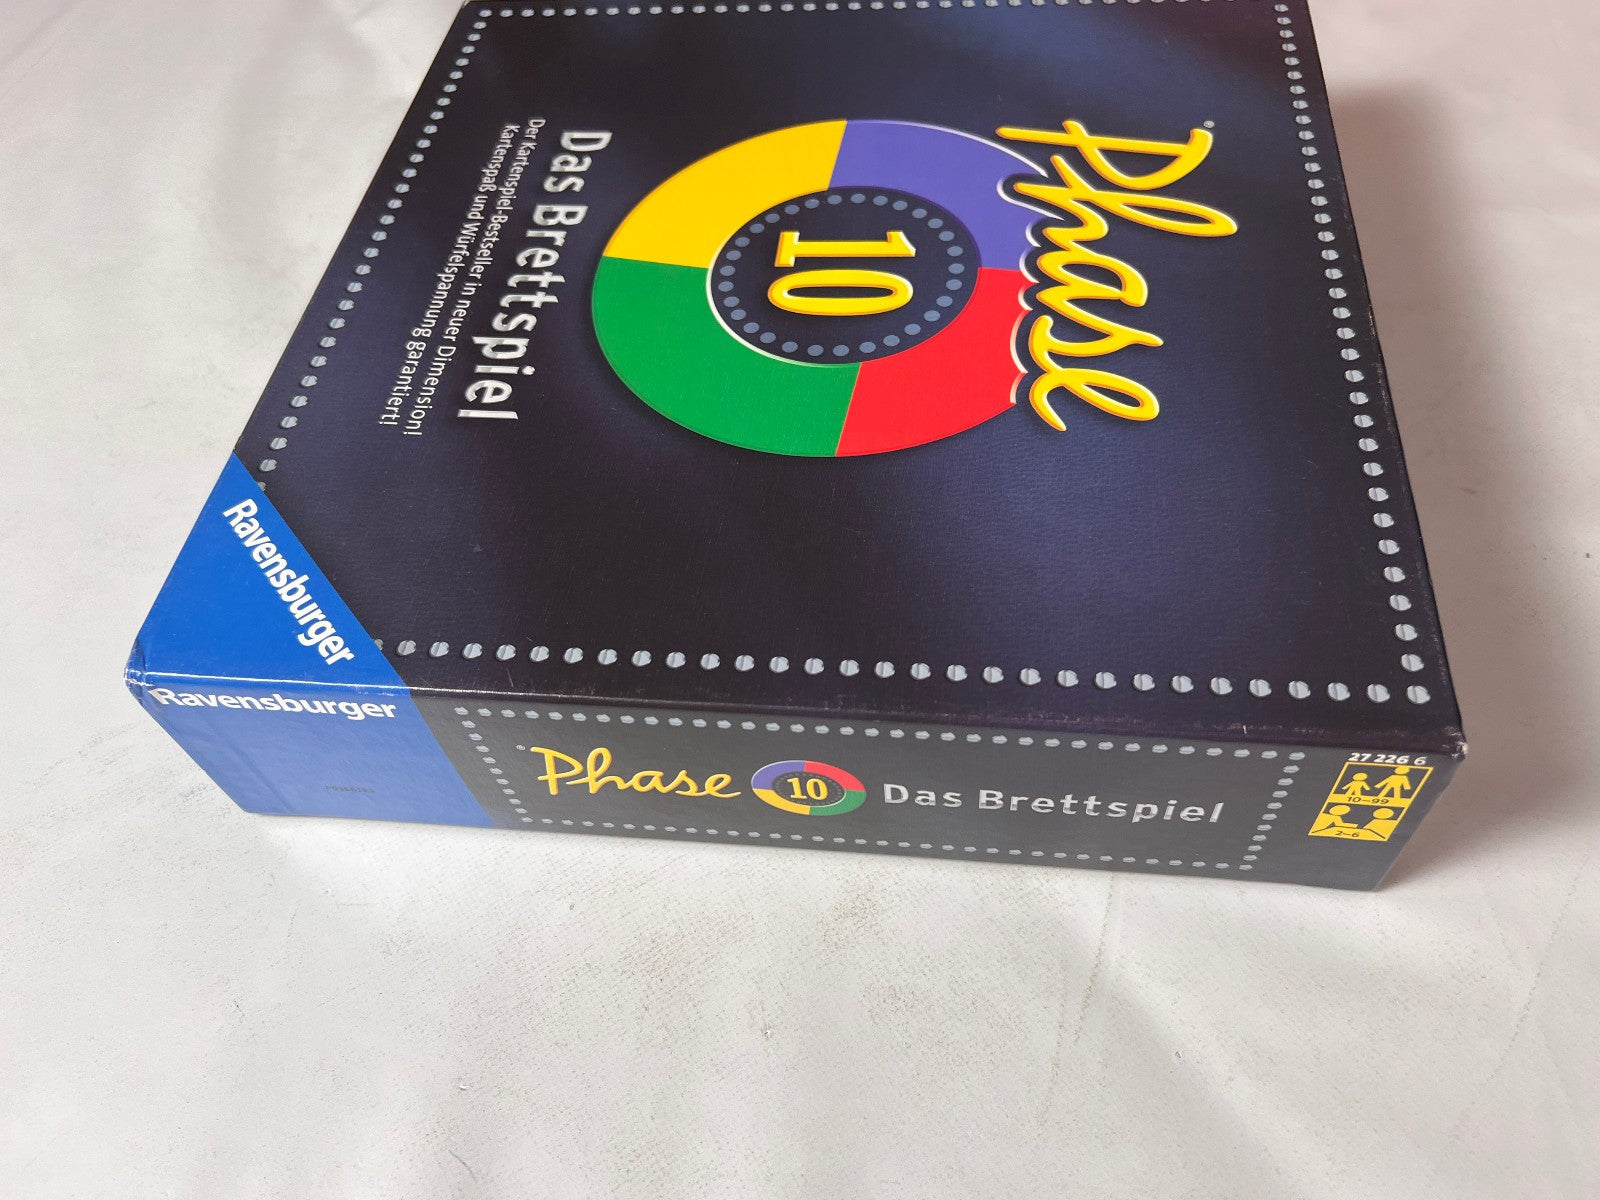 Phase®
10
Das Brettspiel
Der Kartenspiel-Bestseller in neuer Dimension!
Kartenspaß und Würfelspannung garantiert!
Ravensburger
Ravensburger
Phase
10
Das Brettspiel
27 226 6
10–99
2–6